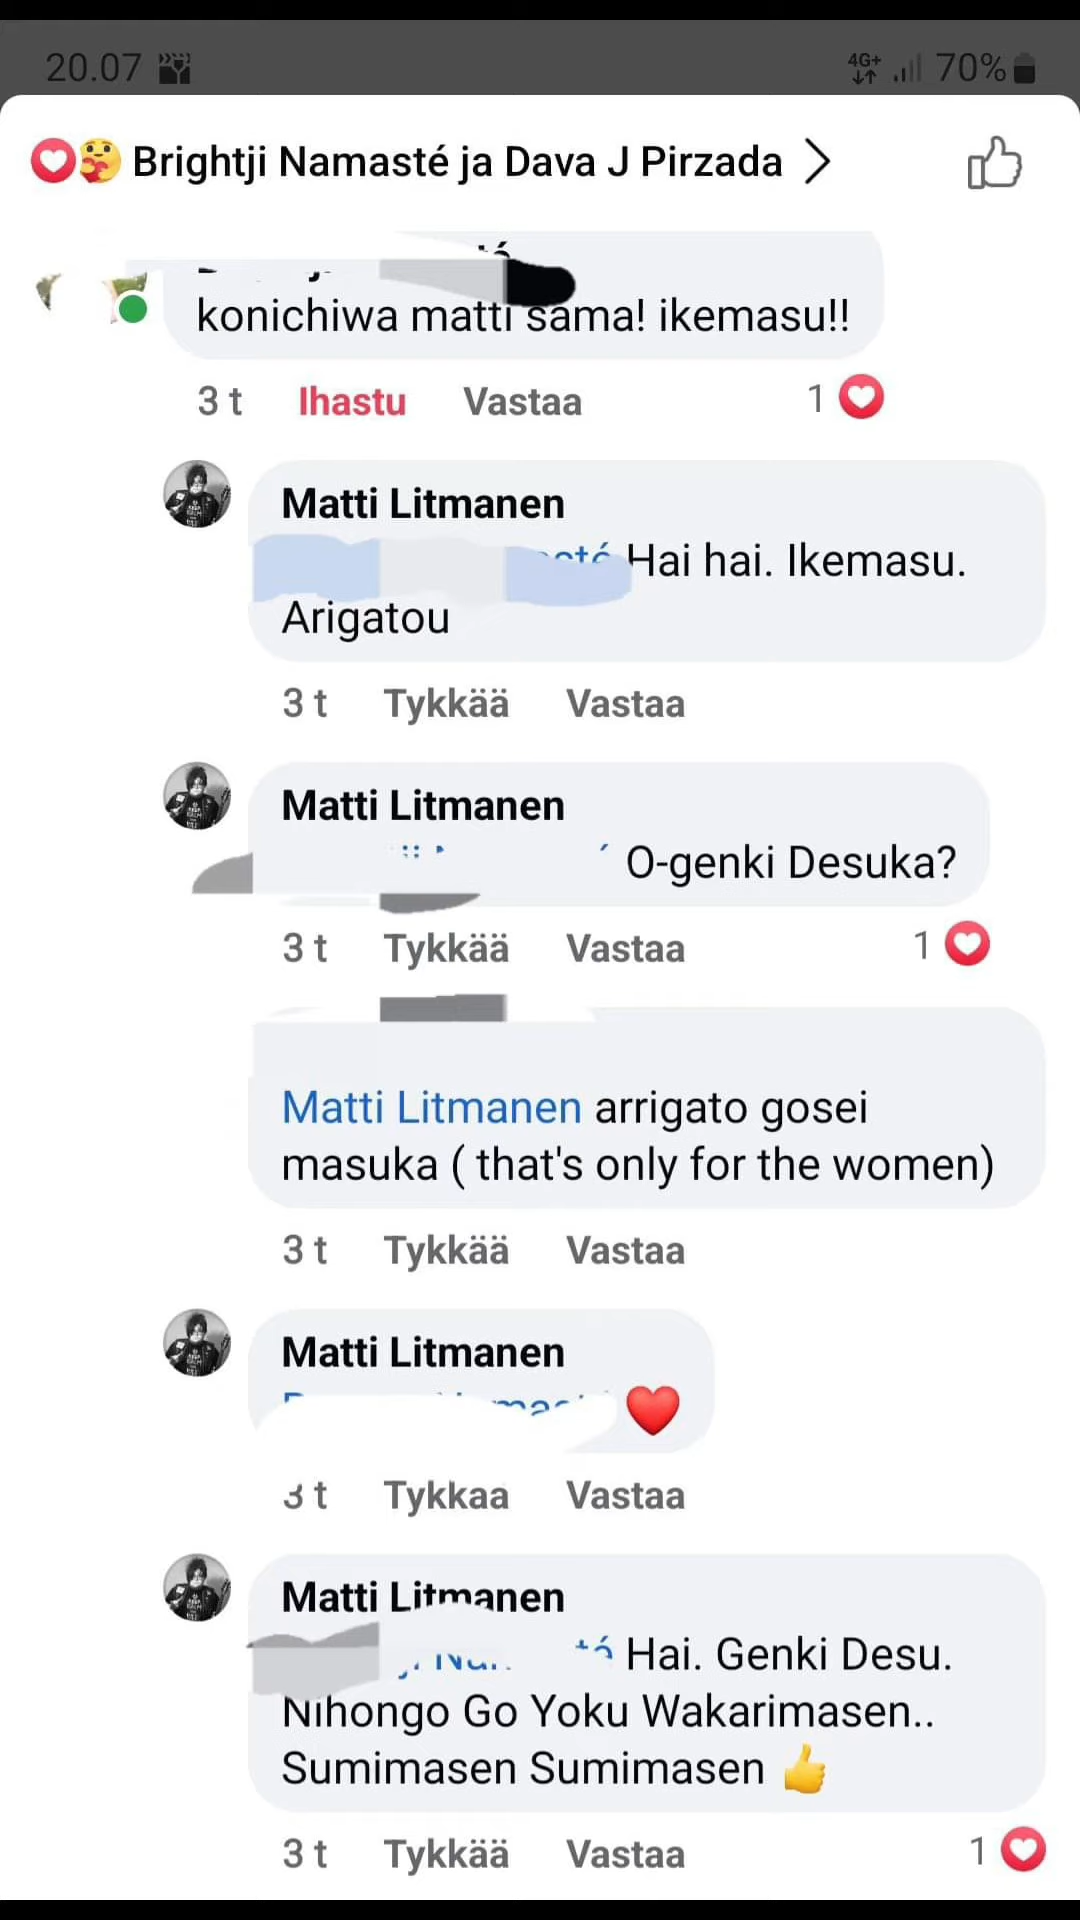 20.07 4G+ 70%
Brightji Namasté ja Dava J Pirzada
konichiwa matti sama! ikemasu!!
3 t Ihastu Vastaa 1
Matti Litmanen
Hai hai. Ikemasu.
Arigatou
3 t Tykkää Vastaa
Matti Litmanen
O-genki Desuka?
3 t Tykkää Vastaa 1
Matti Litmanen arrigato gosei
masuka ( that's only for the women)
3 t Tykkää Vastaa
Matti Litmanen
❤️
3 t Tykkää Vastaa
Matti Litmanen
Hai. Genki Desu.
Nihongo Go Yoku Wakarimasen..
Sumimasen Sumimasen 👍
3 t Tykkää Vastaa 1